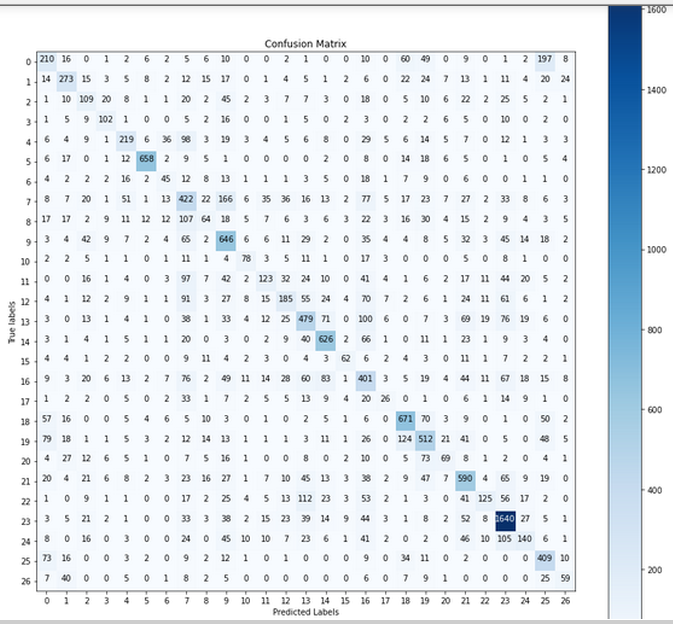 Confusion Matrix
0 210 16 0 1 2 6 2 5 6 10 0 0 2 1 0 0 10 0 60 49 0 9 0 1 2 197 8
1 14 273 15 3 5 8 2 12 15 17 0 1 4 5 1 2 6 0 22 24 7 13 1 11 4 20 24
2 1 10 109 20 8 1 1 20 2 45 2 3 7 7 3 0 18 0 5 10 6 22 2 25 5 2 1
3 1 5 9 102 1 0 0 5 2 16 0 0 1 5 0 2 3 0 2 2 6 5 0 10 0 2 0
4 6 4 9 1 219 6 36 98 3 19 3 4 5 6 8 0 29 5 6 14 5 7 0 12 1 3 3
5 6 17 0 1 12 658 2 9 5 1 0 0 0 0 2 0 8 0 14 18 6 5 0 1 0 5 4
6 4 2 2 2 16 2 45 12 8 13 1 1 1 3 5 0 18 1 7 9 0 6 0 0 1 1 0
7 8 7 20 1 51 1 13 422 22 166 6 35 36 16 13 2 77 5 17 23 7 27 2 33 8 6 3
8 17 17 2 9 11 12 12 107 64 18 5 7 6 3 6 3 22 3 16 30 4 15 2 9 4 3 5
9 3 4 42 9 7 2 4 65 2 646 6 6 11 29 2 0 35 4 4 8 5 32 3 45 14 18 2
10 2 2 5 1 1 0 1 11 1 4 78 3 5 11 1 0 17 3 0 0 0 5 0 8 1 0 0
11 0 0 16 1 4 0 3 97 7 42 2 123 32 24 10 0 41 4 1 6 2 17 11 44 20 5 2
12 4 1 12 2 9 1 1 91 3 27 8 15 185 55 24 4 70 7 2 6 1 24 11 61 6 1 2
13 3 0 13 1 4 1 0 38 1 33 4 12 25 479 71 0 100 6 0 7 3 69 19 76 19 6 0
14 3 1 4 1 5 1 1 20 0 3 0 2 9 40 626 2 66 1 0 11 1 23 1 9 3 4 0
15 4 4 1 2 2 0 0 9 11 4 2 3 0 4 3 62 6 2 4 3 0 11 1 7 2 2 1
16 9 3 20 6 13 2 7 76 2 49 11 14 28 60 83 1 401 3 5 19 4 44 11 67 18 15 8
17 1 2 2 0 5 0 2 33 1 7 2 5 5 13 9 4 20 26 0 1 0 6 1 14 9 1 0
18 57 16 0 0 5 4 6 5 10 3 0 1 0 2 5 1 6 0 671 70 3 9 0 1 0 50 2
19 79 18 1 1 5 3 2 12 14 13 1 1 1 3 11 1 26 0 124 512 21 41 0 5 0 48 5
20 4 27 12 6 5 1 0 7 5 16 1 0 0 8 0 2 10 0 5 73 69 8 1 2 0 4 1
21 20 4 21 6 8 2 3 23 16 27 1 7 10 45 13 3 38 2 9 47 7 590 4 65 9 19 0
22 1 0 9 1 1 0 0 17 2 25 4 5 13 112 23 3 53 2 1 3 0 41 125 56 17 2 0
23 3 5 21 2 1 0 0 33 3 38 2 15 23 39 14 9 44 3 1 8 2 52 8 1640 27 5 1
24 8 0 16 0 3 0 0 24 0 45 10 10 7 23 6 1 41 2 0 2 0 46 10 105 140 6 1
25 73 16 0 0 3 2 0 9 2 12 1 0 1 0 0 0 9 0 34 11 0 2 0 0 0 409 10
26 7 40 0 0 5 0 1 8 2 5 0 0 0 0 0 0 6 0 7 9 1 0 0 0 0 25 59
0 1 2 3 4 5 6 7 8 9 10 11 12 13 14 15 16 17 18 19 20 21 22 23 24 25 26
Predicted Labels
True labels
1600
1400
1200
1000
800
600
400
200